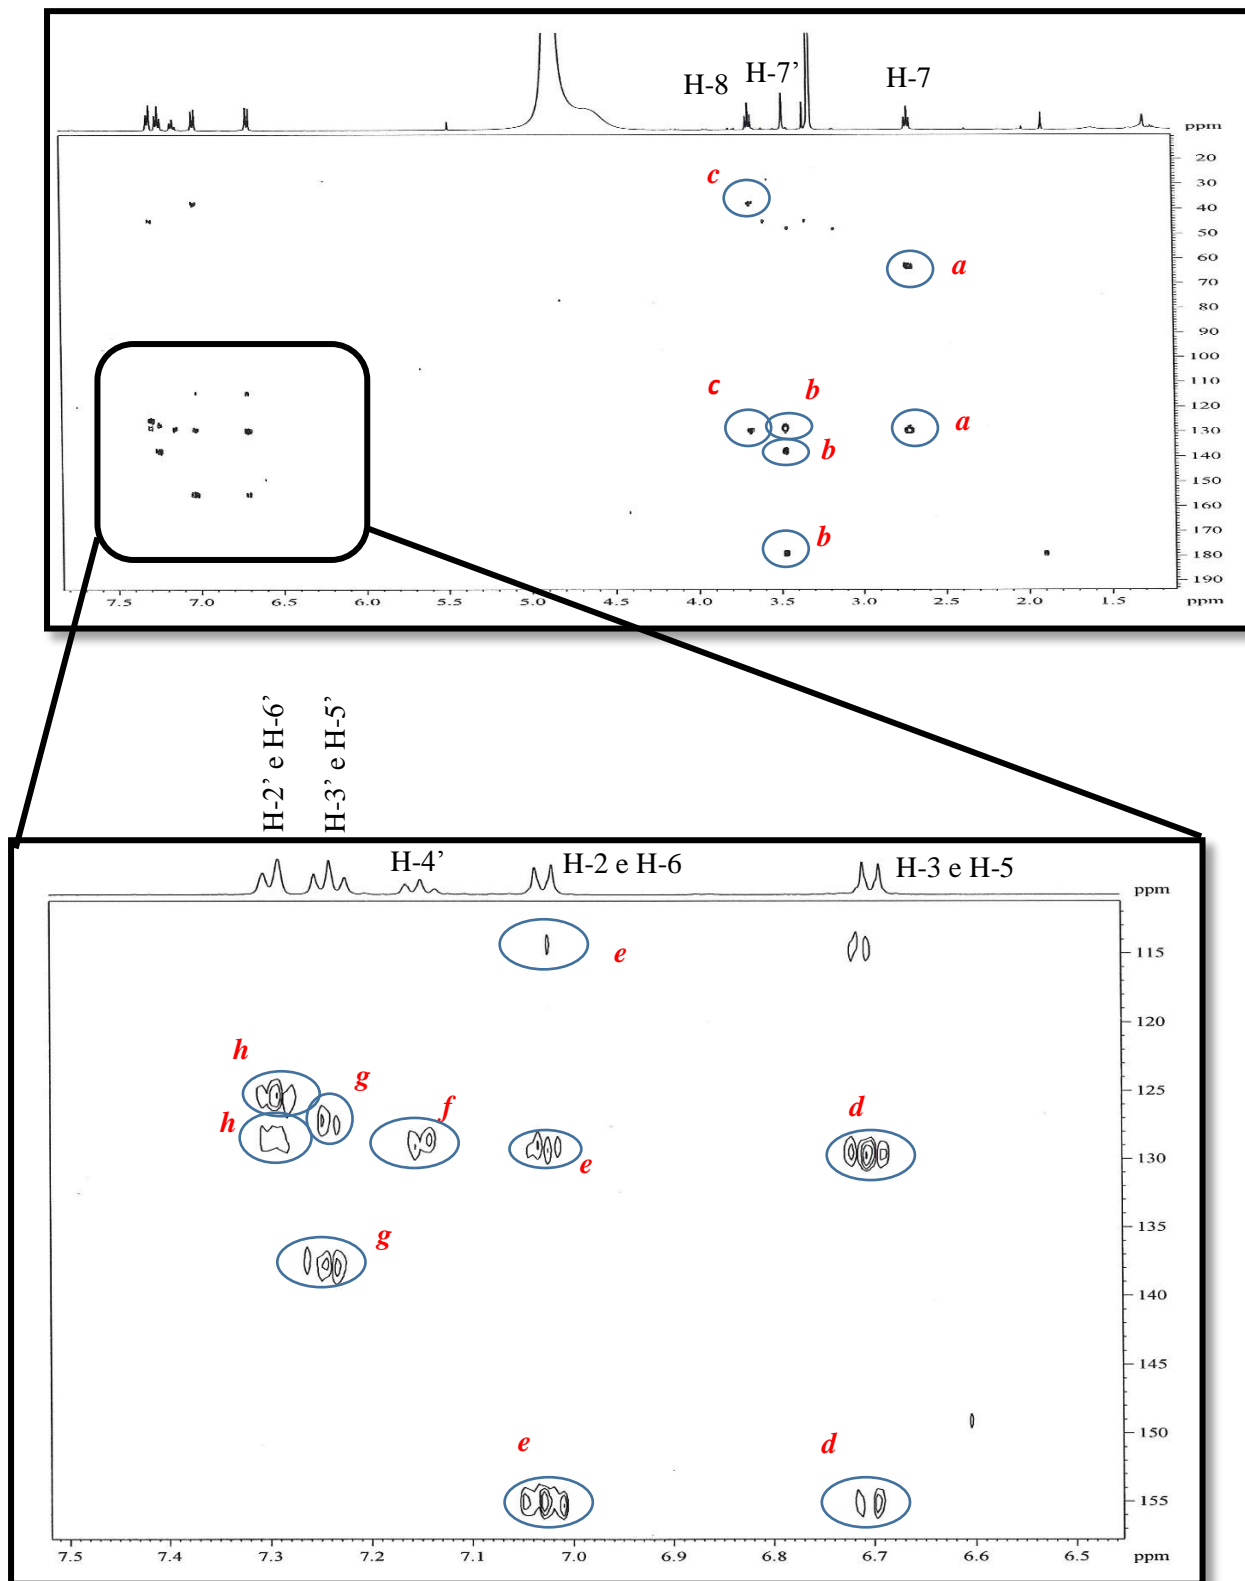 H-8 H-7’ H-7
ppm
c
20
30
40
50
a
60
70
80
90
100
c b
110
120
a
130
b
140
150
160
b
170
180
190
7.5 7.0 6.5 6.0 5.5 5.0 4.5 4.0 3.5 3.0 2.5 2.0 1.5 ppm
H-2’ e H-6’
H-3’ e H-5’
H-4’ H-2 e H-6 H-3 e H-5
ppm
e
115
120
h
g
125
h f d
130
e
g
135
140
145
150
e d
155
7.5 7.4 7.3 7.2 7.1 7.0 6.9 6.8 6.7 6.6 6.5 ppm